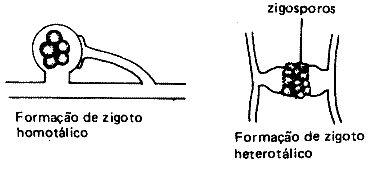 zigosporos
Formação de zigoto
homotálico
Formação de zigoto
heterotálico